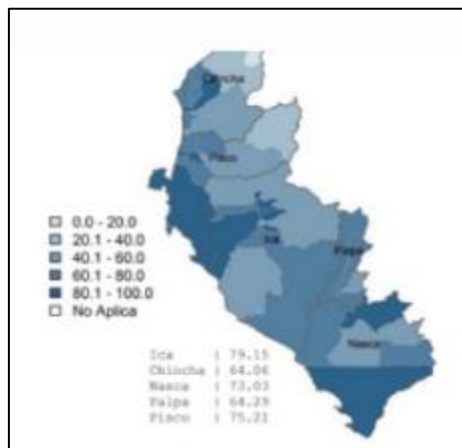 Chincha
Pisco
Ica
Palpa
Nasca
0.0 - 20.0
20.1 - 40.0
40.1 - 60.0
60.1 - 80.0
80.1 - 100.0
No Aplica
Ica | 79.15
Chincha | 64.06
Nasca | 73.03
Palpa | 64.29
Pisco | 75.21